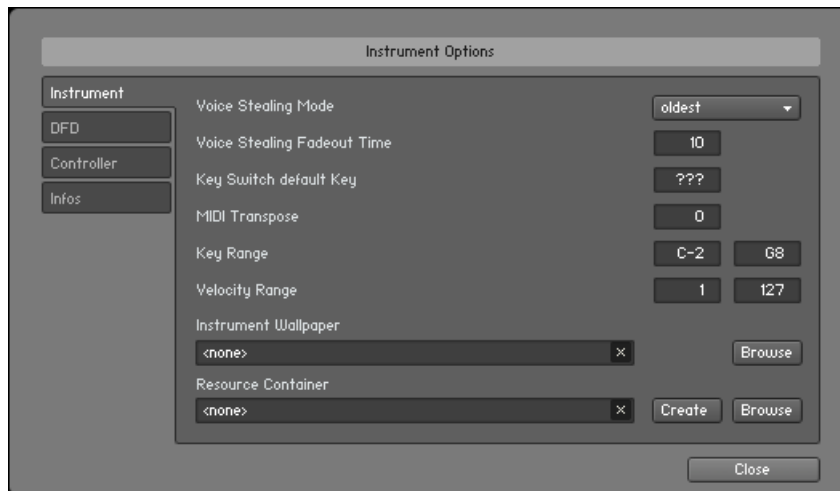 Instrument Options
Instrument
DFD
Controller
Infos
Voice Stealing Mode oldest
Voice Stealing Fadeout Time 10
Key Switch default Key ???
MIDI Transpose 0
Key Range C-2 G8
Velocity Range 1 127
Instrument Wallpaper
<none> × Browse
Resource Container
<none> × Create Browse
Close